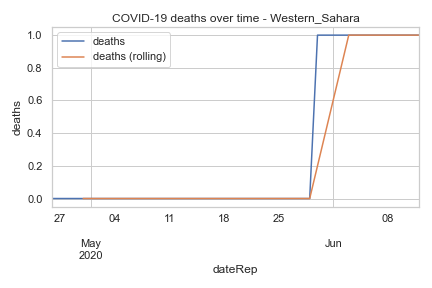 COVID-19 deaths over time - Western_Sahara
deaths
deaths (rolling)
1.0
0.8
0.6
0.4
0.2
0.0
deaths
27 04 11 18 25 08
May Jun
2020
dateRep